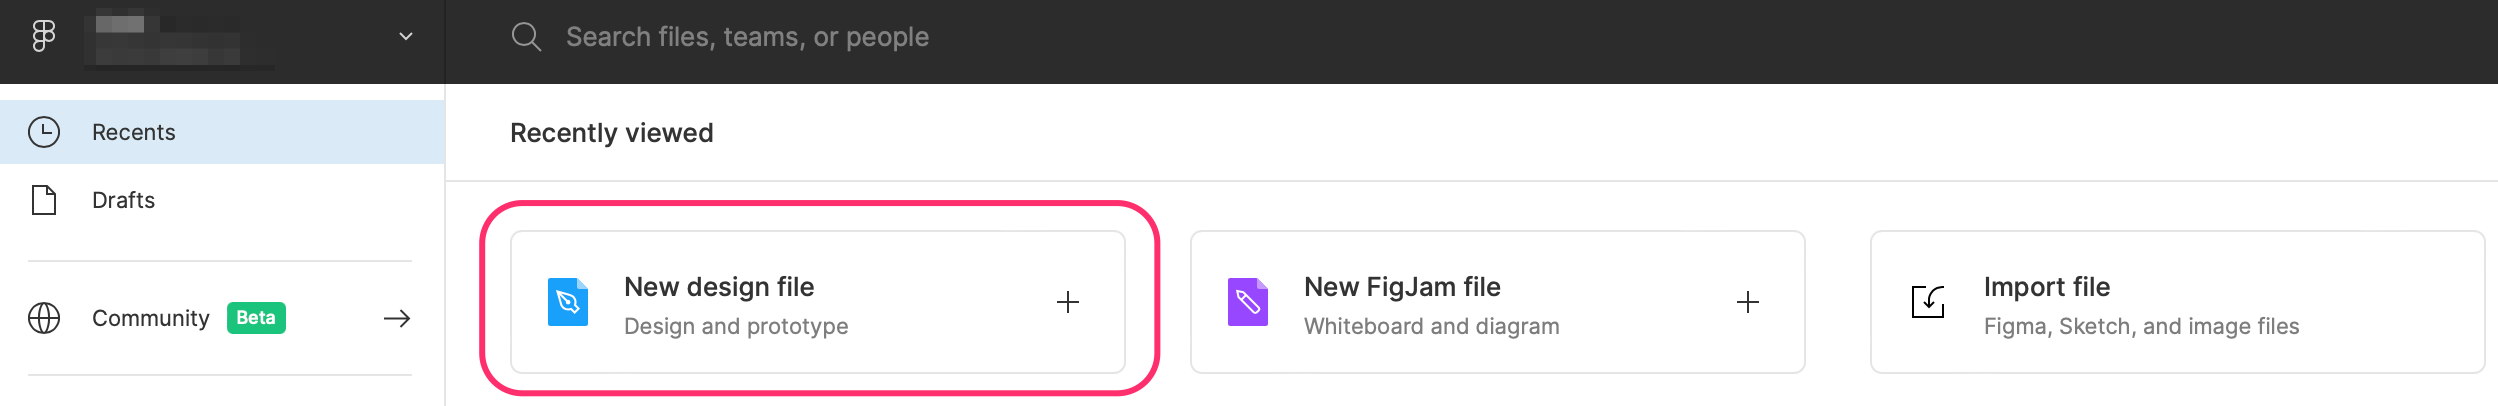 Search files, teams, or people
Recents
Drafts
Community Beta
Recently viewed
New design file
Design and prototype
New FigJam file
Whiteboard and diagram
Import file
Figma, Sketch, and image files